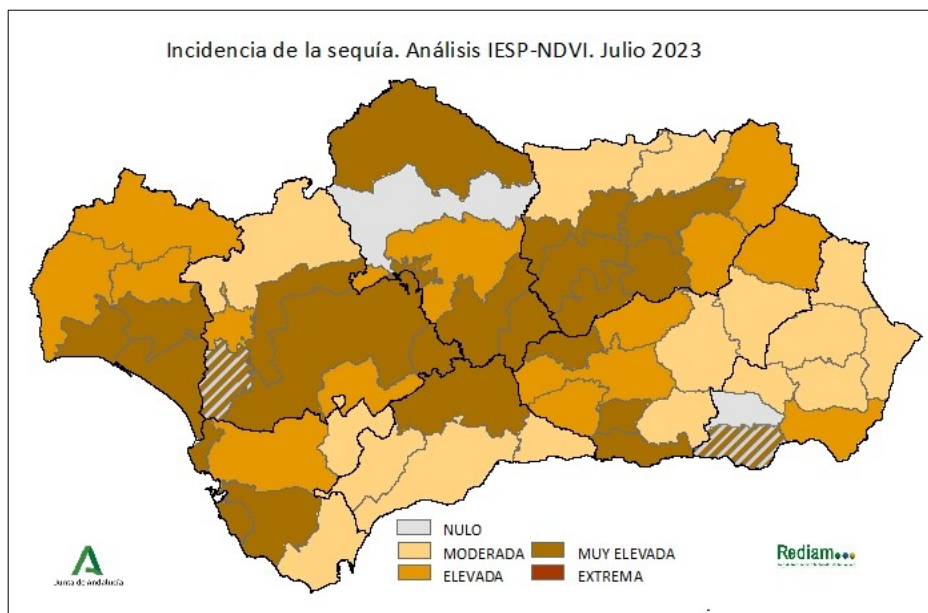 Incidencia de la sequía. Análisis IESP-NDVI. Julio 2023
NULO
MODERADA
MUY ELEVADA
ELEVADA
EXTREMA
Junta de Andalucía
Rediam